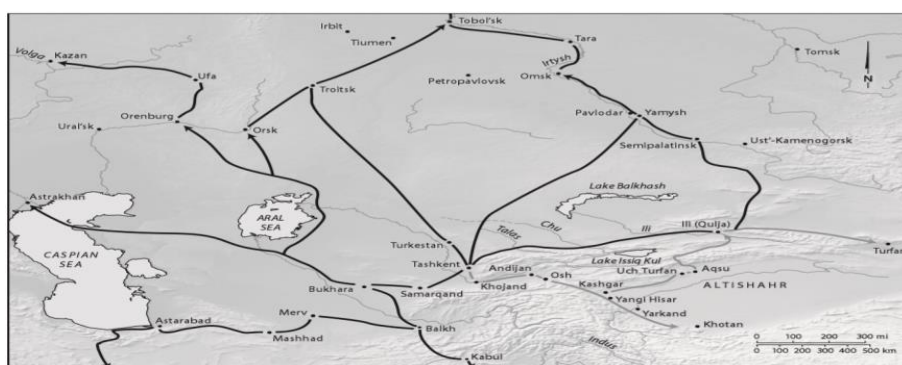 Tobol'sk
Irbit
Tiumen
Tara
Volga
Kazan
Tomsk
Irtysh
N
Ufa
Troitsk
Petropavlovsk
Omsk
Orenburg
Ural'sk
Orsk
Pavlodar
Yamysh
Semipalatinsk
Ust'-Kamenogorsk
Astrakhan
Lake Balkhash
ARAL
SEA
Talas
Chu
Ili
Ili (Qulja)
Turfan
CASPIAN
SEA
Turkestan
Tashkent
Lake Issiq Kul
Andijan
Osh
Uch Turfan
Aqsu
Khojand
Kashgar
ALTISHAHR
Bukhara
Samarqand
Yangi Hisar
Yarkand
Merv
Astarabad
Balkh
Khotan
Mashhad
Indus
Kabul
0 100 200 300 mi
0 100 200 300 400 500 km